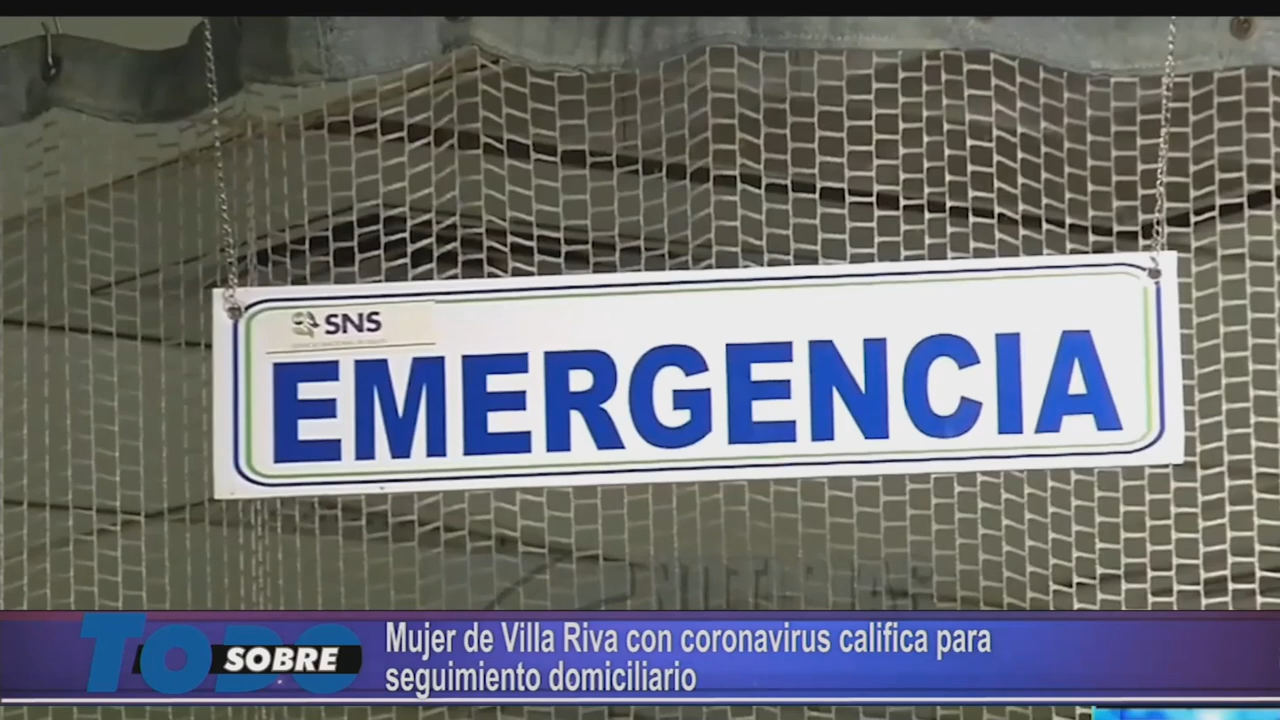 SNS
EMERGENCIA
TODO
SOBRE
Mujer de Villa Riva con coronavirus califica para
seguimiento domiciliario